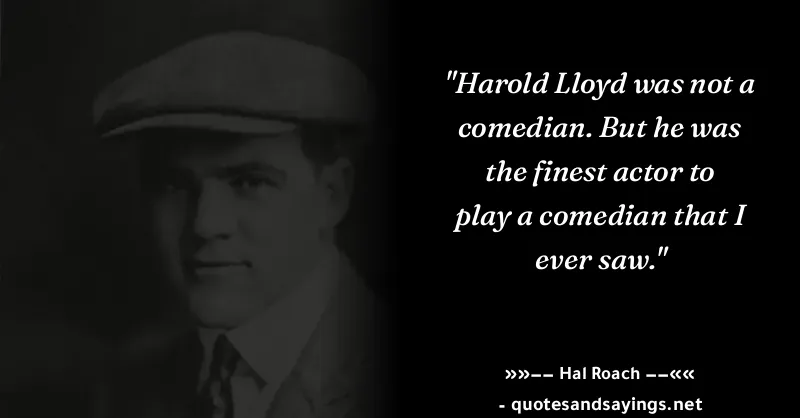 "Harold Lloyd was not a
comedian. But he was
the finest actor to
play a comedian that I
ever saw."
»»–– Hal Roach ––««
- quotesandsayings.net